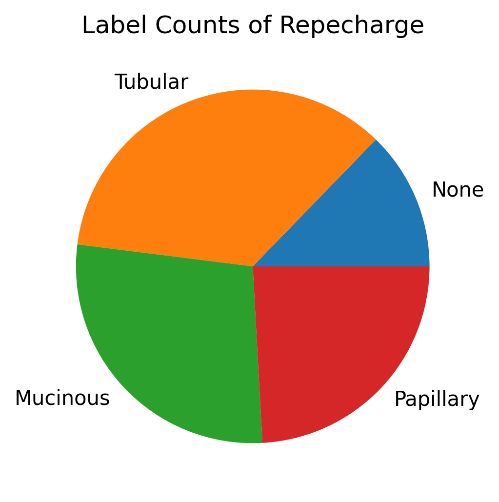 Label Counts of Repecharge
Tubular
None
Mucinous
Papillary